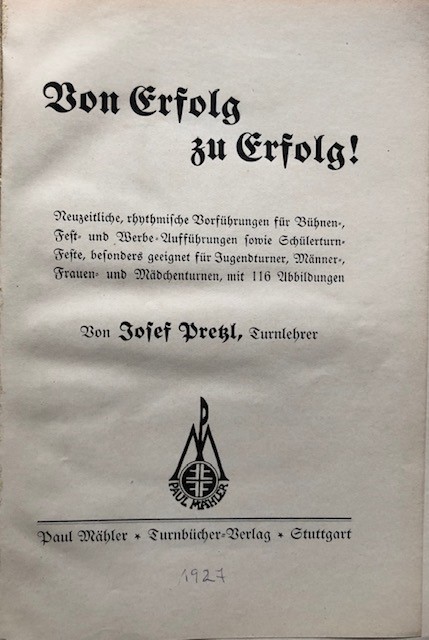 Von Erfolg
zu Erfolg!
Neuzeitliche, rhythmische Vorführungen für Bühnen-,
Fest- und Werbe-Aufführungen sowie Schülerturn-
Feste, besonders geeignet für Jugendturner, Männer-,
Frauen- und Mädchenturnen, mit 116 Abbildungen
Von Josef Pretzl, Turnlehrer
PM
PAUL MÄHLER
Paul Mähler * Turnbücher-Verlag * Stuttgart
1927